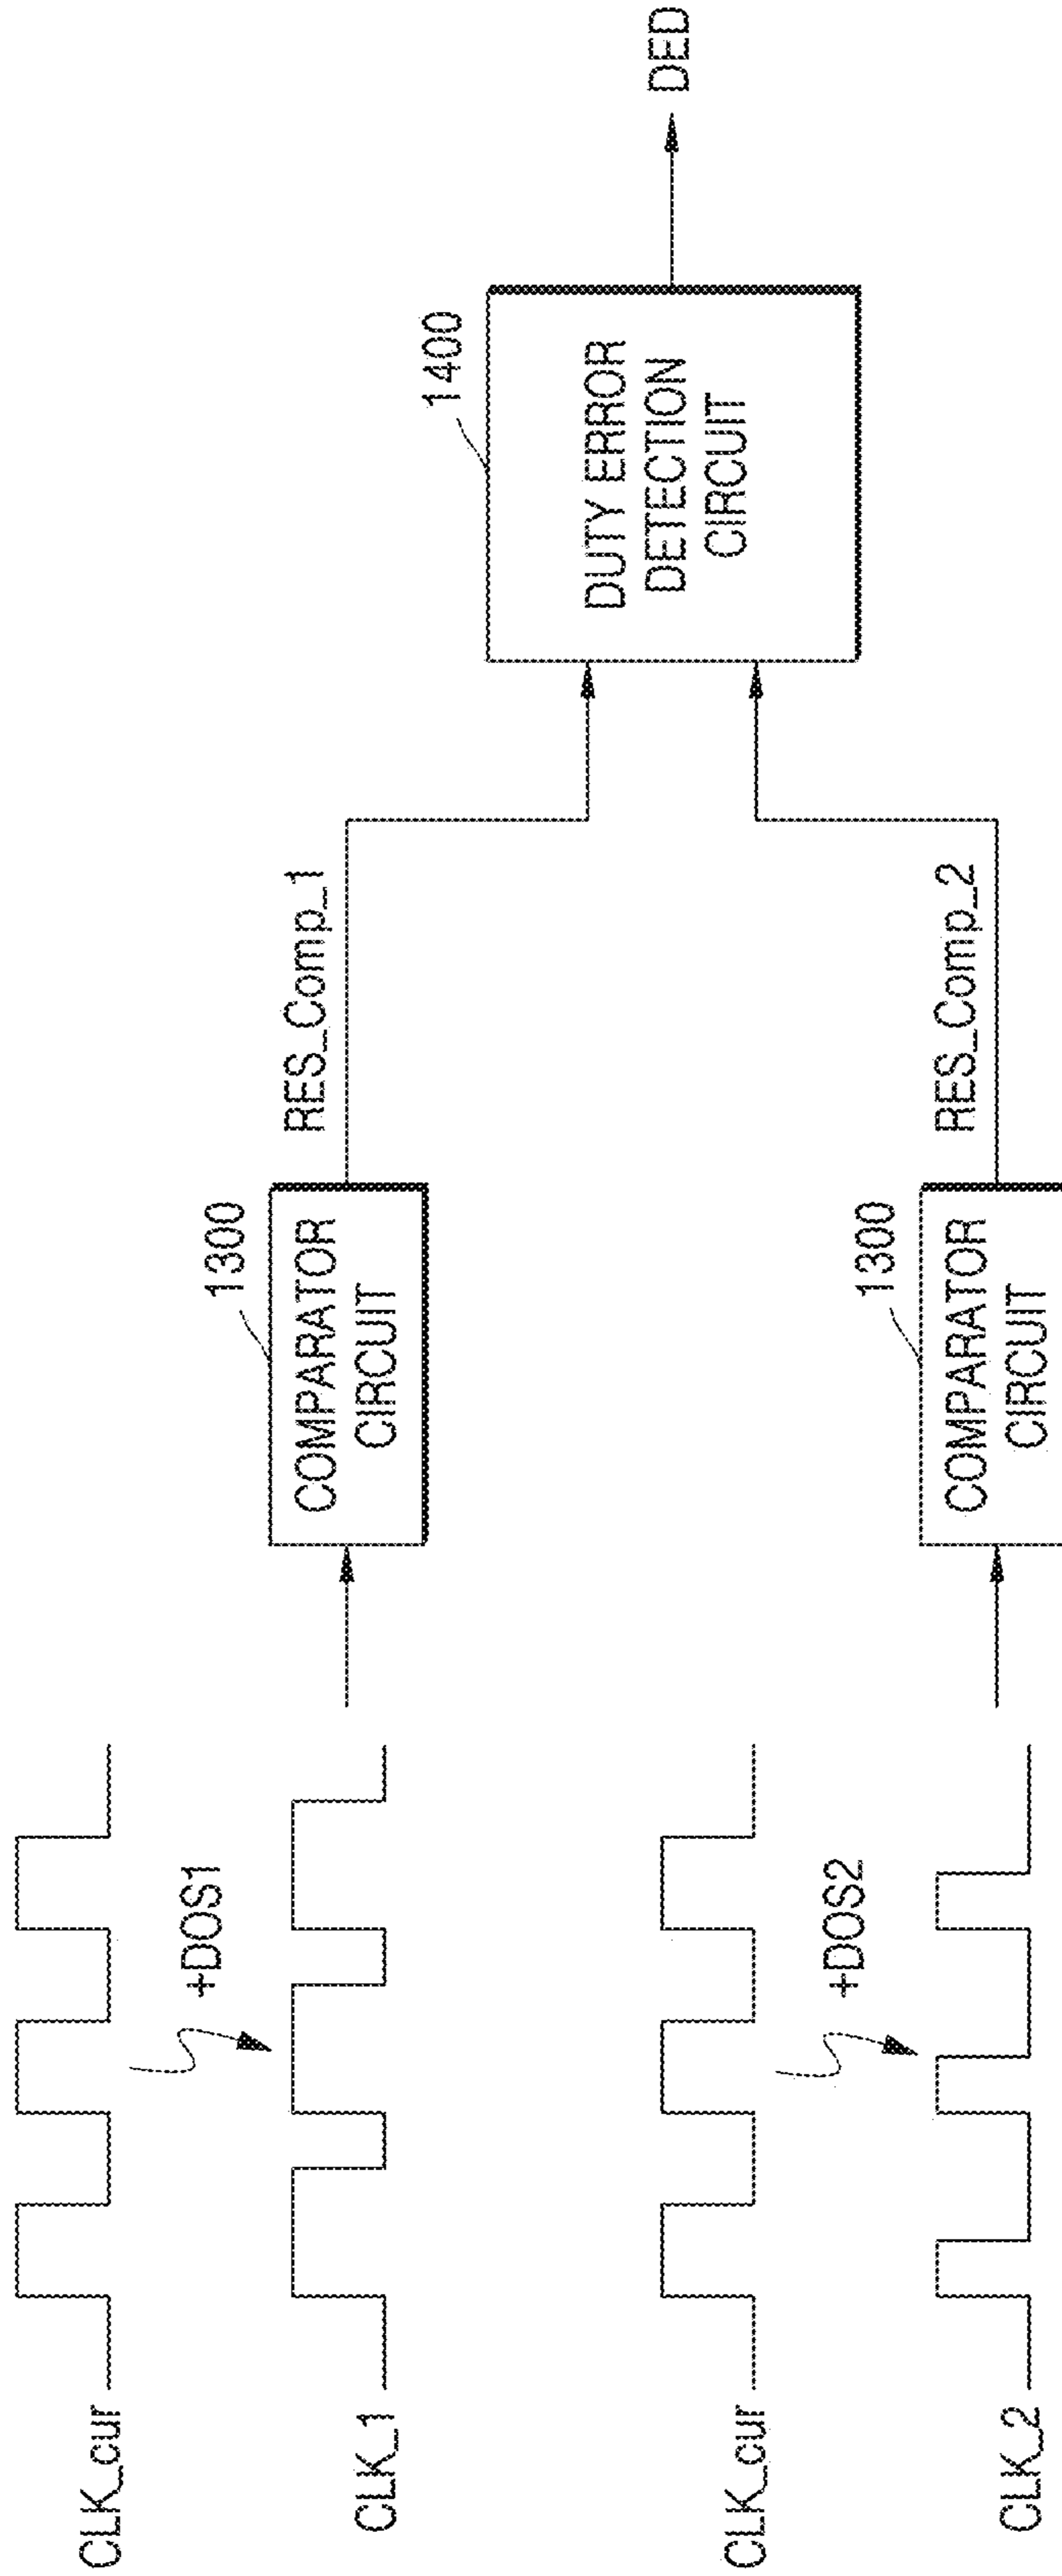 CLK_cur
+DOS1
CLK_1
1300
COMPARATOR
CIRCUIT
RES_Comp_1
CLK_cur
+DOS2
CLK_2
1300
COMPARATOR
CIRCUIT
RES_Comp_2
1400
DUTY ERROR
DETECTION
CIRCUIT
DED